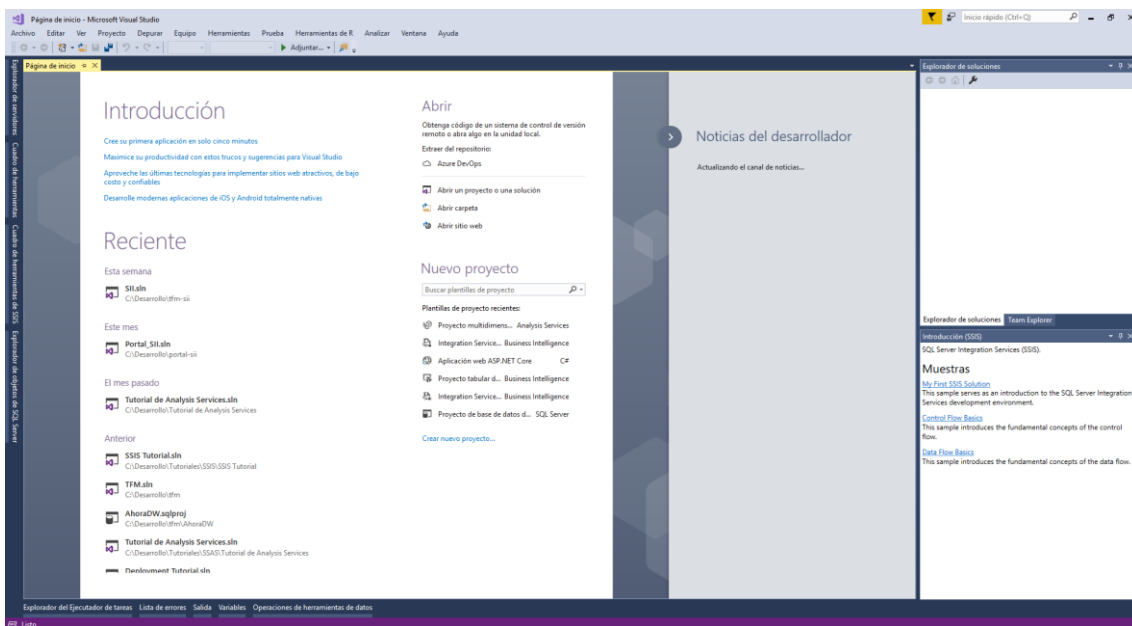 Página de inicio - Microsoft Visual Studio
Inicio rápido (Ctrl+Q)
Archivo Editar Ver Proyecto Depurar Equipo Herramientas Prueba Herramientas de R Analizar Ventana Ayuda
Adjuntar...
Explorador de servidores
Cuadro de herramientas
Cuadro de herramientas de SSIS
Explorador de objetos de SQL Server
Página de inicio
Introducción
Cree su primera aplicación en solo cinco minutos
Maximice su productividad con estos trucos y sugerencias para Visual Studio
Aproveche las últimas tecnologías para implementar sitios web atractivos, de bajo
costo y confiables
Desarrolle modernas aplicaciones de iOS y Android totalmente nativas
Reciente
Esta semana
SII.sln
C:\Desarrollo\tfm-sii
Este mes
Portal_SII.sln
C:\Desarrollo\portal-sii
El mes pasado
Tutorial de Analysis Services.sln
C:\Desarrollo\Tutorial de Analysis Services
Anterior
SSIS Tutorial.sln
C:\Desarrollo\Tutoriales\SSIS\SSIS Tutorial
TFM.sln
C:\Desarrollo\tfm
AhoraDW.sqlproj
C:\Desarrollo\tfm\AhoraDW
Tutorial de Analysis Services.sln
C:\Desarrollo\Tutoriales\SSAS\Tutorial de Analysis Services
Deployment Tutorial.sln
Abrir
Obtenga código de un sistema de control de versión
remoto o abra algo en la unidad local.
Extraer del repositorio:
Azure DevOps
Abrir un proyecto o una solución
Abrir carpeta
Abrir sitio web
Nuevo proyecto
Buscar plantillas de proyecto
Plantillas de proyecto recientes:
Proyecto multidimens... Analysis Services
Integration Service... Business Intelligence
Aplicación web ASP.NET Core C#
Proyecto tabular d... Business Intelligence
Integration Service... Business Intelligence
Proyecto de base de datos d... SQL Server
Crear nuevo proyecto...
Noticias del desarrollador
Actualizando el canal de noticias...
Explorador de soluciones
Explorador de soluciones Team Explorer
Introducción (SSIS)
SQL Server Integration Services (SSIS).
Muestras
My First SSIS Solution
This sample serves as an introduction to the SQL Server Integration
Services development environment.
Control Flow Basics
This sample introduces the fundamental concepts of the control
flow.
Data Flow Basics
This sample introduces the fundamental concepts of the data flow.
Explorador del Ejecutador de tareas Lista de errores Salida Variables Operaciones de herramientas de datos
Listo